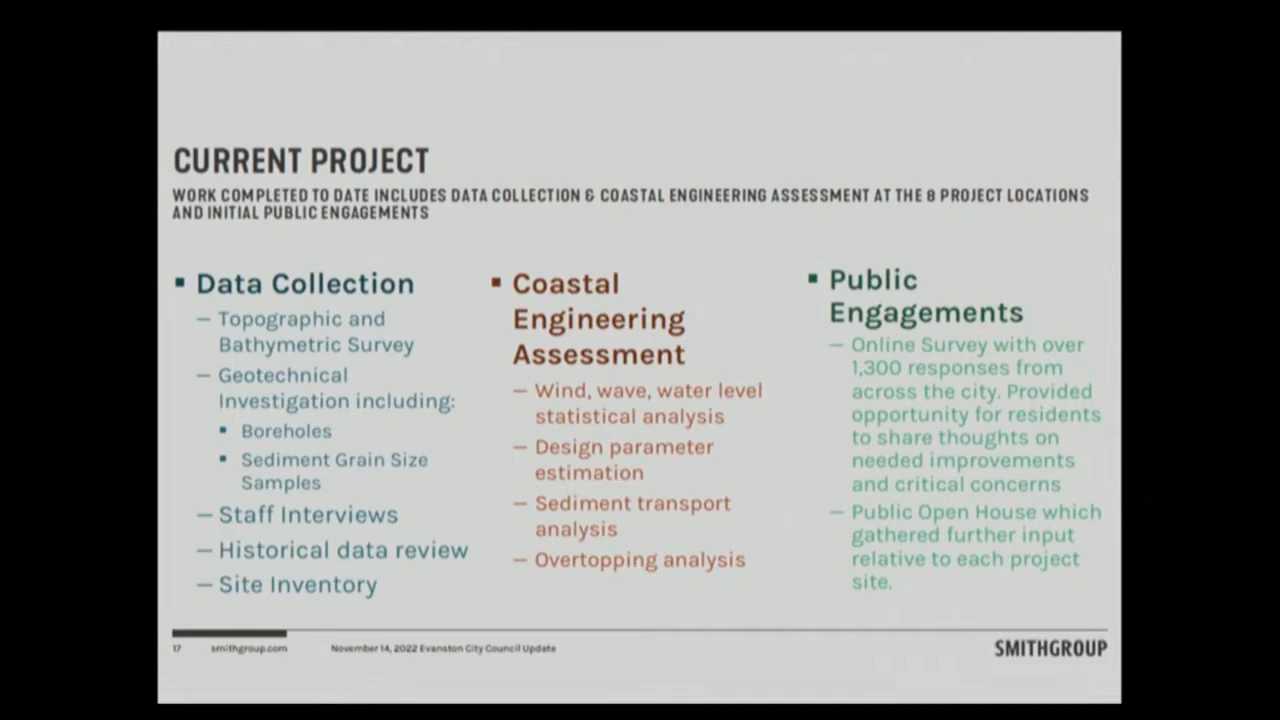 CURRENT PROJECT
WORK COMPLETED TO DATE INCLUDES DATA COLLECTION & COASTAL ENGINEERING ASSESSMENT AT THE 8 PROJECT LOCATIONS
AND INITIAL PUBLIC ENGAGEMENTS
▪ Data Collection
– Topographic and
Bathymetric Survey
– Geotechnical
Investigation including:
▪ Boreholes
▪ Sediment Grain Size
Samples
– Staff Interviews
– Historical data review
– Site Inventory
▪ Coastal
Engineering
Assessment
– Wind, wave, water level
statistical analysis
– Design parameter
estimation
– Sediment transport
analysis
– Overtopping analysis
▪ Public
Engagements
– Online Survey with over
1,300 responses from
across the city. Provided
opportunity for residents
to share thoughts on
needed improvements
and critical concerns
– Public Open House which
gathered further input
relative to each project
site.
17 smithgroup.com November 14, 2022 Evanston City Council Update
SMITHGROUP